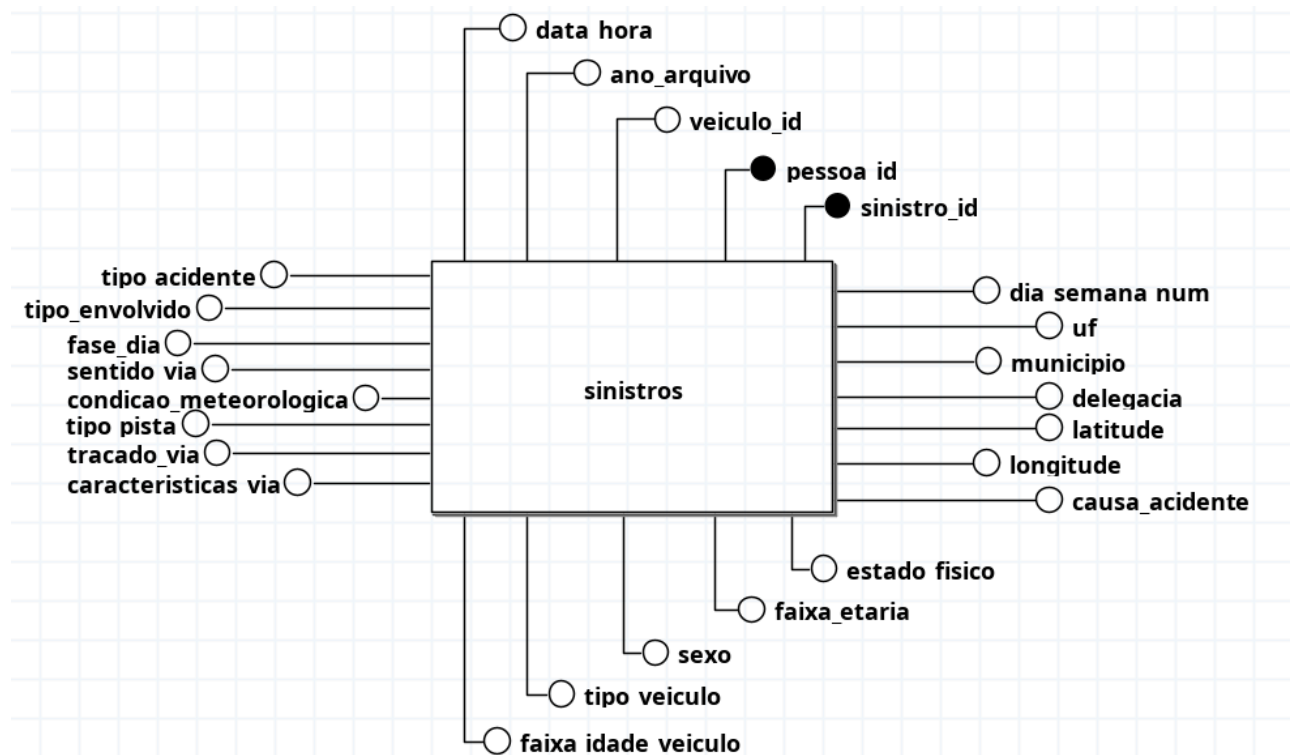 data hora
ano_arquivo
veiculo_id
pessoa id
sinistro_id
tipo acidente
tipo_envolvido
fase_dia
sentido via
condicao_meteorologica
tipo pista
tracado_via
caracteristicas via
sinistros
dia semana num
uf
municipio
delegacia
latitude
longitude
causa_acidente
estado fisico
faixa_etaria
sexo
tipo veiculo
faixa idade veiculo